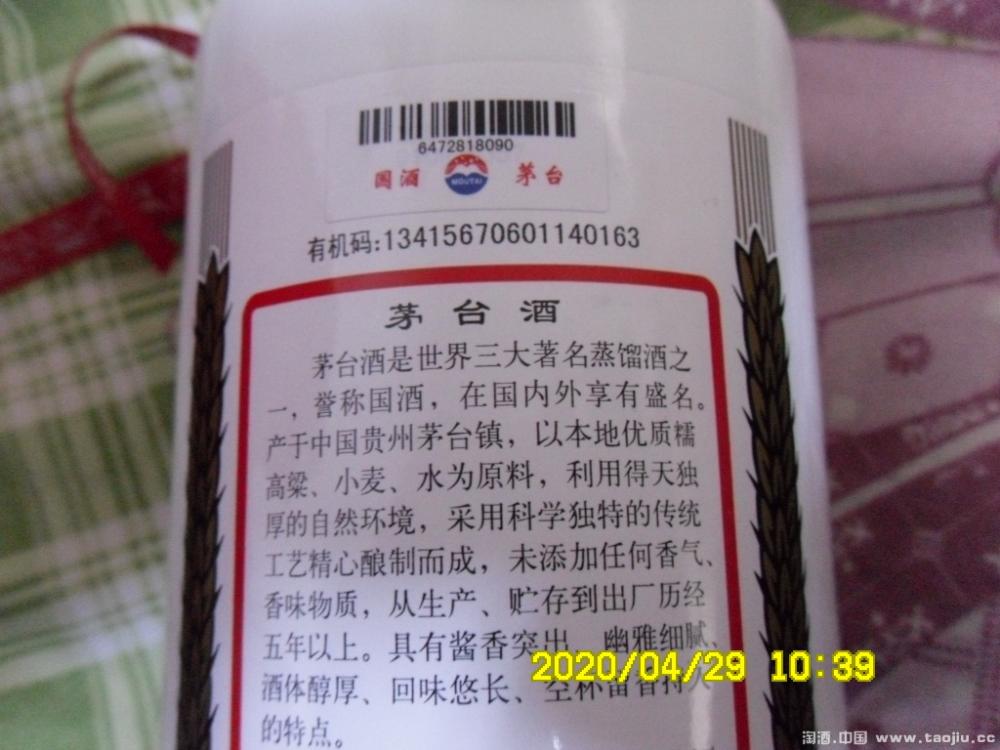 6472818090
国酒 MOUTAI 茅台
有机码:13415670601140163
茅台酒
茅台酒是世界三大著名蒸馏酒之
一，誉称国酒，在国内外享有盛名。
产于中国贵州茅台镇，以本地优质糯
高粱、小麦、水为原料，利用得天独
厚的自然环境，采用科学独特的传统
工艺精心酿制而成，未添加任何香气、
香味物质，从生产、贮存到出厂历经
五年以上。具有酱香突出、幽雅细腻、
酒体醇厚、回味悠长、空杯留香持久
的特点。
2020/04/29 10:39
淘酒.中国 www.taojiu.cc